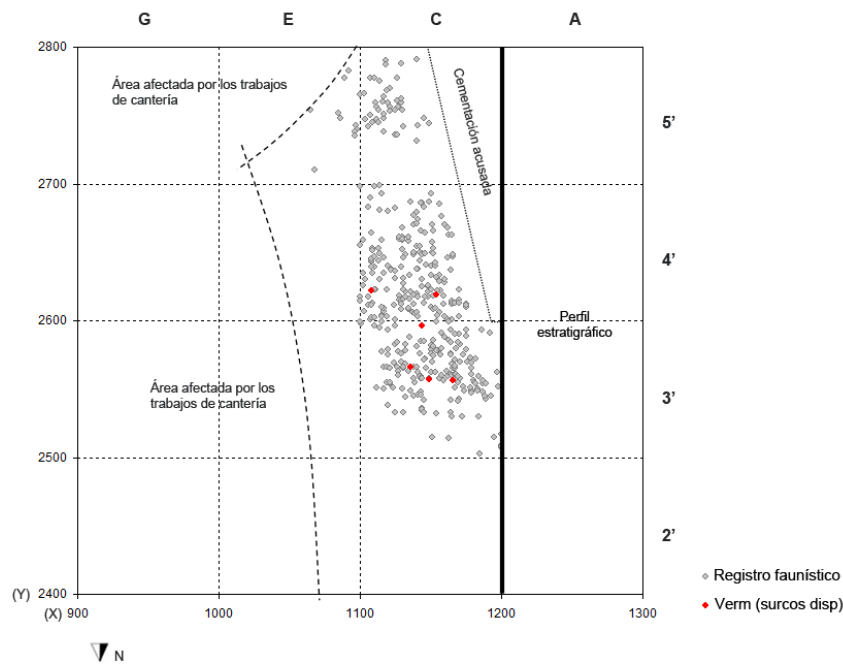 G E C A
2800
Área afectada por los trabajos
de cantería
Cementación acusada
5’
2700
4’
2600
Perfil
estratigráfico
Área afectada por los
trabajos de cantería
3’
2500
2’
Registro faunístico
(Y) 2400
Verm (surcos disp)
(X) 900 1000 1100 1200 1300
N